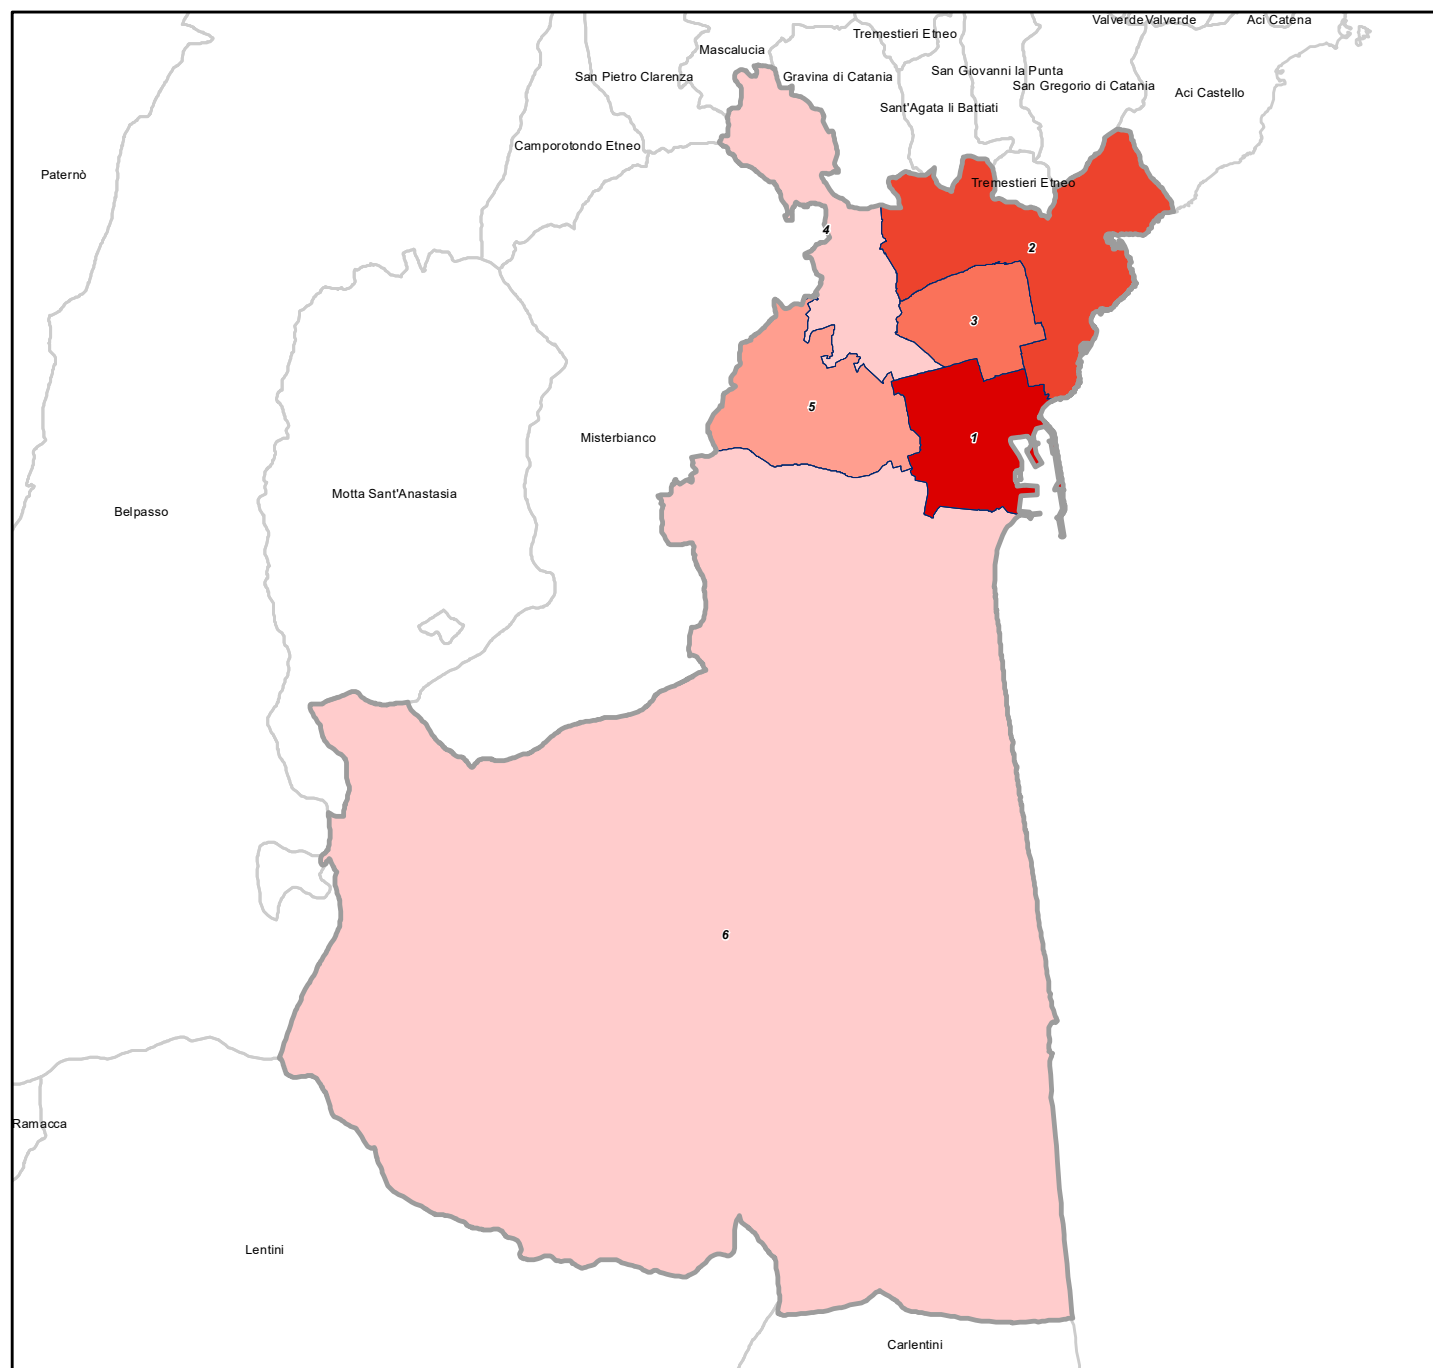 ValverdeValverde
Aci Catena
Tremestieri Etneo
Mascalucia
San Pietro Clarenza
Gravina di Catania
San Giovanni la Punta
San Gregorio di Catania
Aci Castello
Sant'Agata li Battiati
Camporotondo Etneo
Paternò
Tremestieri Etneo
4
2
3
5
1
Misterbianco
Motta Sant'Anastasia
Belpasso
6
Ramacca
Lentini
Carlentini